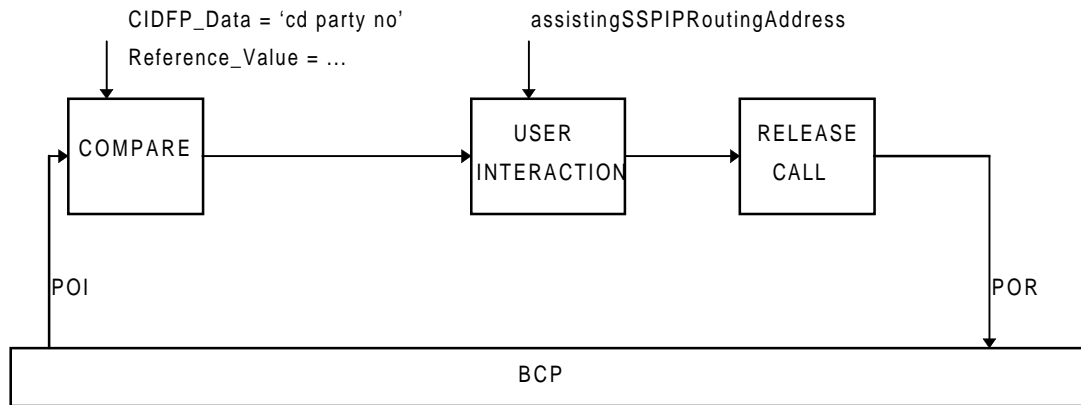 CIDFP_Data = ‘cd party no’
Reference_Value = ...
assistingSSPIPRoutingAddress
COMPARE
USER
INTERACTION
RELEASE
CALL
POI
POR
BCP